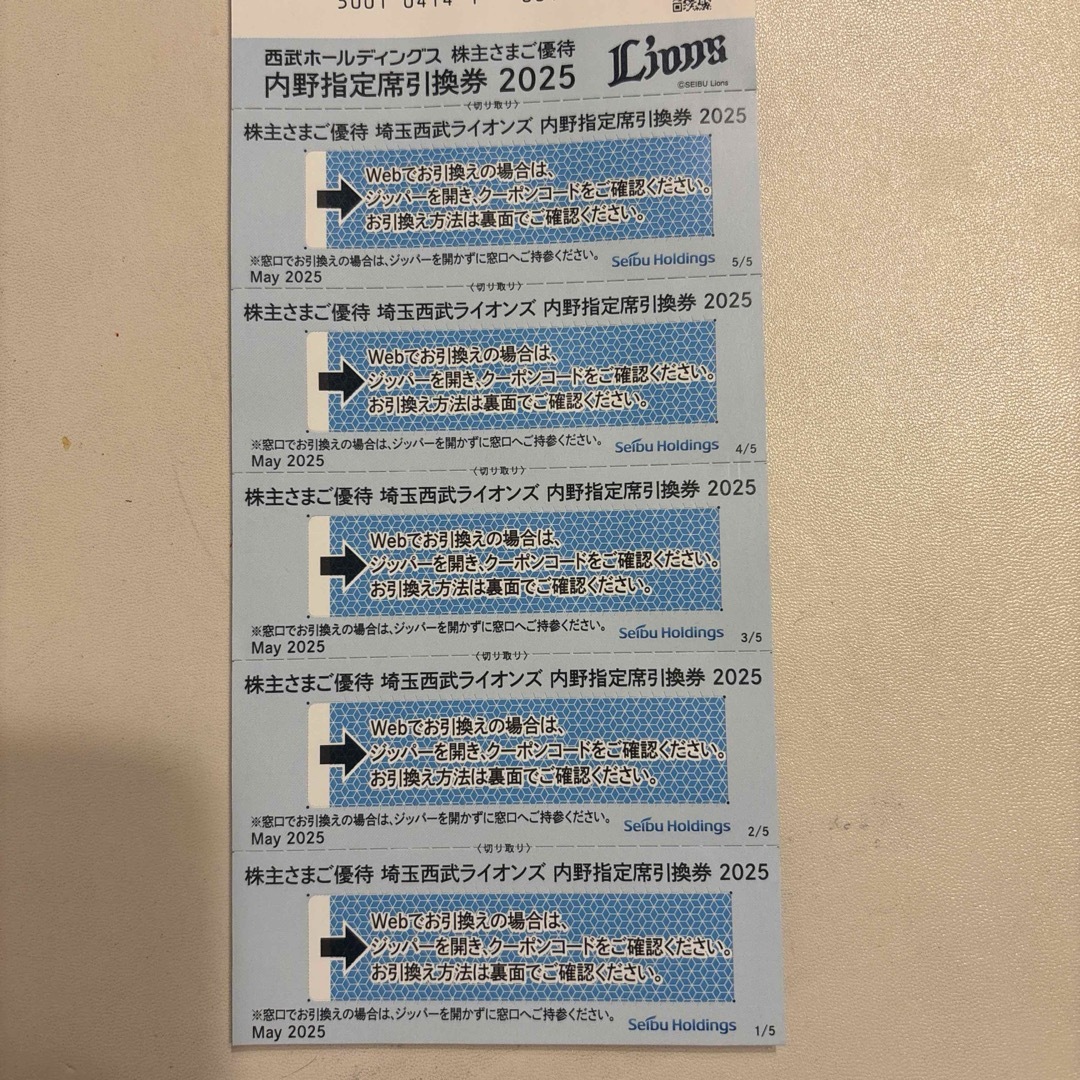 西武ホールディングス 株主さまご優待
内野指定席引換券 2025
Lions
©SEIBU Lions
〈切り取り〉
株主さまご優待 埼玉西武ライオンズ 内野指定席引換券 2025
Webでお引換えの場合は、
ジッパーを開き、クーポンコードをご確認ください。
お引換え方法は裏面でご確認ください。
※窓口でお引換えの場合は、ジッパーを開かずに窓口へご持参ください。
May 2025
Seibu Holdings
5/5
〈切り取り〉
株主さまご優待 埼玉西武ライオンズ 内野指定席引換券 2025
Webでお引換えの場合は、
ジッパーを開き、クーポンコードをご確認ください。
お引換え方法は裏面でご確認ください。
※窓口でお引換えの場合は、ジッパーを開かずに窓口へご持参ください。
May 2025
Seibu Holdings
4/5
〈切り取り〉
株主さまご優待 埼玉西武ライオンズ 内野指定席引換券 2025
Webでお引換えの場合は、
ジッパーを開き、クーポンコードをご確認ください。
お引換え方法は裏面でご確認ください。
※窓口でお引換えの場合は、ジッパーを開かずに窓口へご持参ください。
May 2025
Seibu Holdings
3/5
〈切り取り〉
株主さまご優待 埼玉西武ライオンズ 内野指定席引換券 2025
Webでお引換えの場合は、
ジッパーを開き、クーポンコードをご確認ください。
お引換え方法は裏面でご確認ください。
※窓口でお引換えの場合は、ジッパーを開かずに窓口へご持参ください。
May 2025
Seibu Holdings
2/5
〈切り取り〉
株主さまご優待 埼玉西武ライオンズ 内野指定席引換券 2025
Webでお引換えの場合は、
ジッパーを開き、クーポンコードをご確認ください。
お引換え方法は裏面でご確認ください。
※窓口でお引換えの場合は、ジッパーを開かずに窓口へご持参ください。
May 2025
Seibu Holdings
1/5